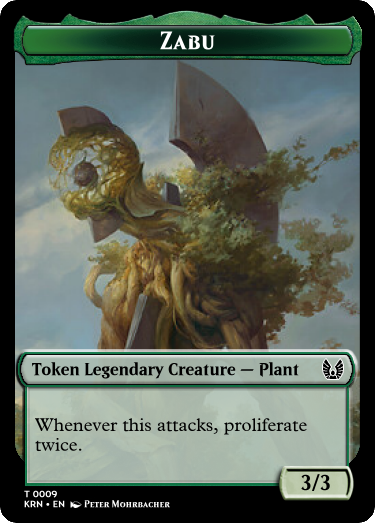 Zabu
Token Legendary Creature — Plant
Whenever this attacks, proliferate
twice.
3/3
T 0009
KRN • EN Peter Mohrbacher